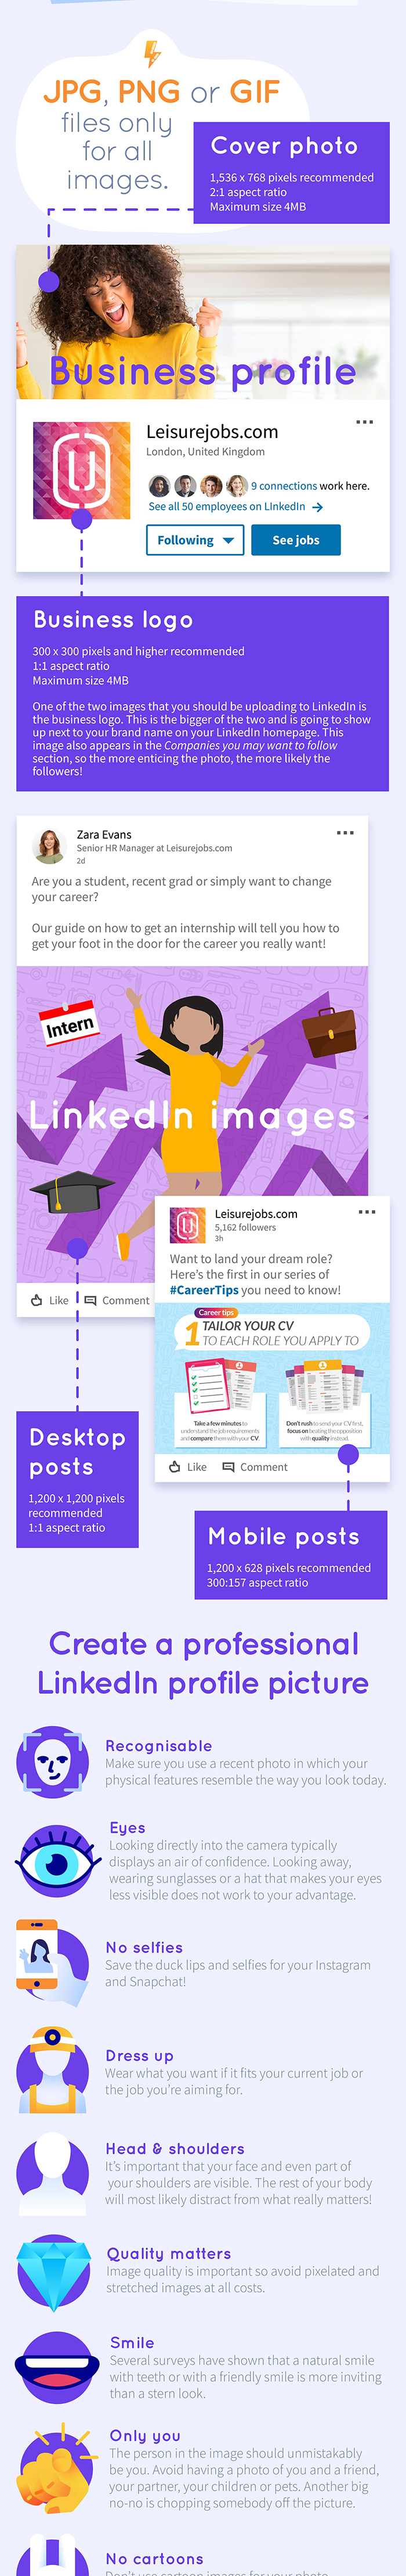 JPG, PNG or GIF
files only
for all
images.
Cover photo
1,536 x 768 pixels recommended
2:1 aspect ratio
Maximum size 4MB
Business profile
Leisurejobs.com
London, United Kingdom
9 connections work here.
See all 50 employees on LInkedIn →
Following
See jobs
Business logo
300 x 300 pixels and higher recommended
1:1 aspect ratio
Maximum size 4MB
One of the two images that you should be uploading to LinkedIn is
the business logo. This is the bigger of the two and is going to show
up next to your brand name on your LinkedIn homepage. This
image also appears in the Companies you may want to follow
section, so the more enticing the photo, the more likely the
followers!
Zara Evans
Senior HR Manager at Leisurejobs.com
2d
Are you a student, recent grad or simply want to change
your career?
Our guide on how to get an internship will tell you how to
get your foot in the door for the career you really want!
Intern
LinkedIn images
Like
Comment
Leisurejobs.com
5,162 followers
3h
Want to land your dream role?
Here's the first in our series of
#CareerTips you need to know!
Career tips
1 TAILOR YOUR CV
TO EACH ROLE YOU APPLY TO
Take a few minutes to
understand the job requirements
and compare them with your CV.
Don't rush to send your CV first,
focus on beating the opposition
with quality instead.
Like
Comment
Desktop
posts
1,200 x 1,200 pixels
recommended
1:1 aspect ratio
Mobile posts
1,200 x 628 pixels recommended
300:157 aspect ratio
Create a professional
LinkedIn profile picture
Recognisable
Make sure you use a recent photo in which your
physical features resemble the way you look today.
Eyes
Looking directly into the camera typically
displays an air of confidence. Looking away,
wearing sunglasses or a hat that makes your eyes
less visible does not work to your advantage.
No selfies
Save the duck lips and selfies for your Instagram
and Snapchat!
Dress up
Wear what you want if it fits your current job or
the job you're aiming for.
Head & shoulders
It's important that your face and even part of
your shoulders are visible. The rest of your body
will most likely distract from what really matters!
Quality matters
Image quality is important so avoid pixelated and
stretched images at all costs.
Smile
Several surveys have shown that a natural smile
with teeth or with a friendly smile is more inviting
than a stern look.
Only you
The person in the image should unmistakably
be you. Avoid having a photo of you and a friend,
your partner, your children or pets. Another big
no-no is chopping somebody off the picture.
No cartoons
Don't use cartoon images for your photo